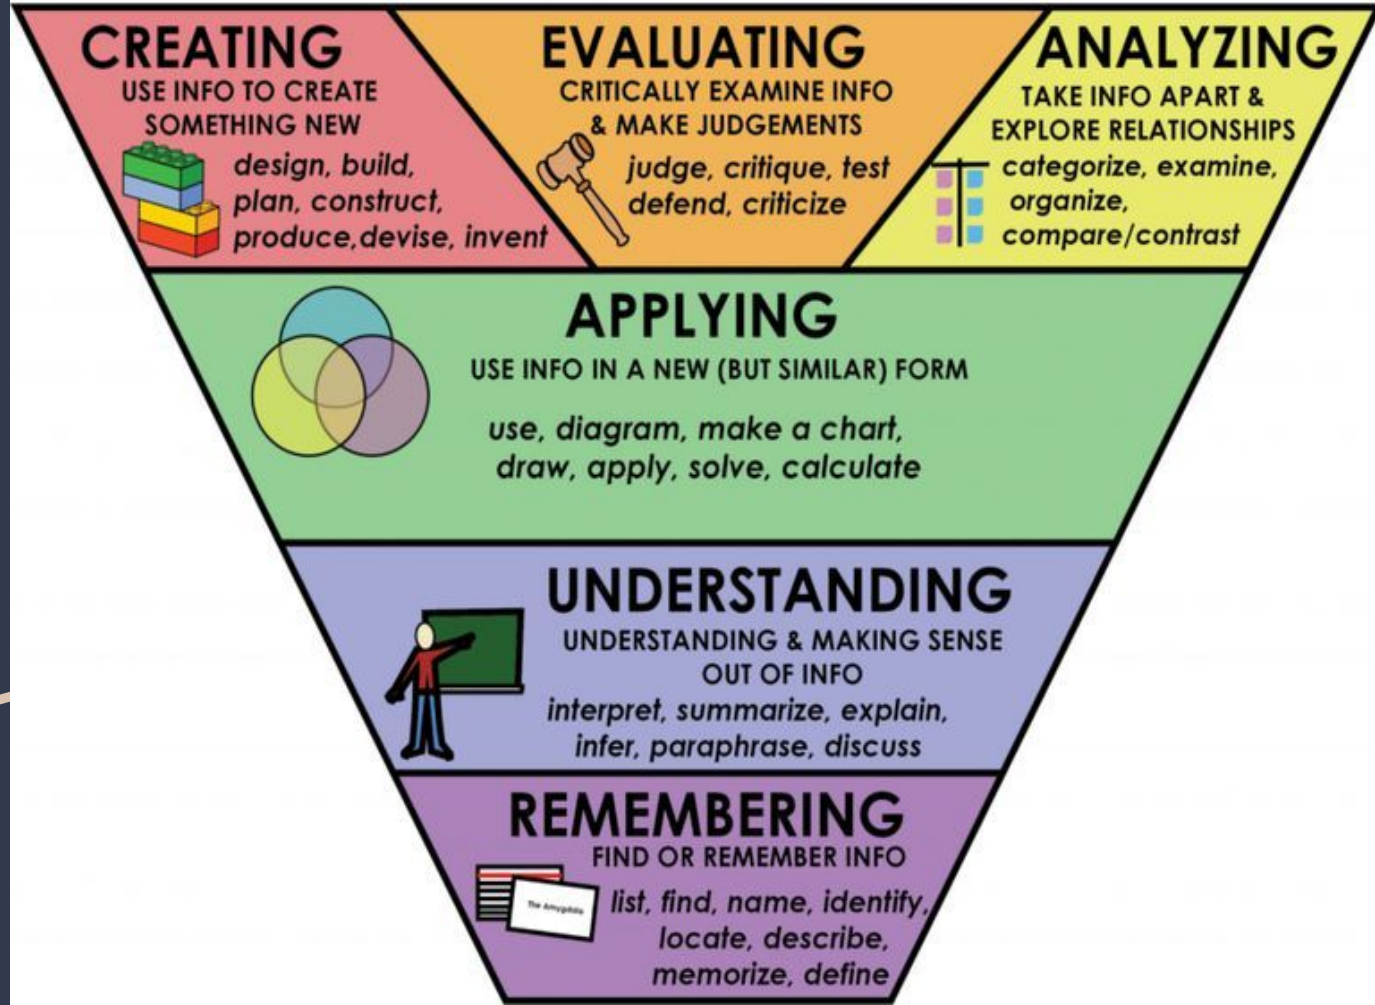 CREATING
USE INFO TO CREATE
SOMETHING NEW
design, build,
plan, construct,
produce,devise, invent
EVALUATING
CRITICALLY EXAMINE INFO
& MAKE JUDGEMENTS
judge, critique, test
defend, criticize
ANALYZING
TAKE INFO APART &
EXPLORE RELATIONSHIPS
categorize, examine,
organize,
compare/contrast
APPLYING
USE INFO IN A NEW (BUT SIMILAR) FORM
use, diagram, make a chart,
draw, apply, solve, calculate
UNDERSTANDING
UNDERSTANDING & MAKING SENSE
OUT OF INFO
interpret, summarize, explain,
infer, paraphrase, discuss
REMEMBERING
FIND OR REMEMBER INFO
The Amygdala
list, find, name, identify,
locate, describe,
memorize, define